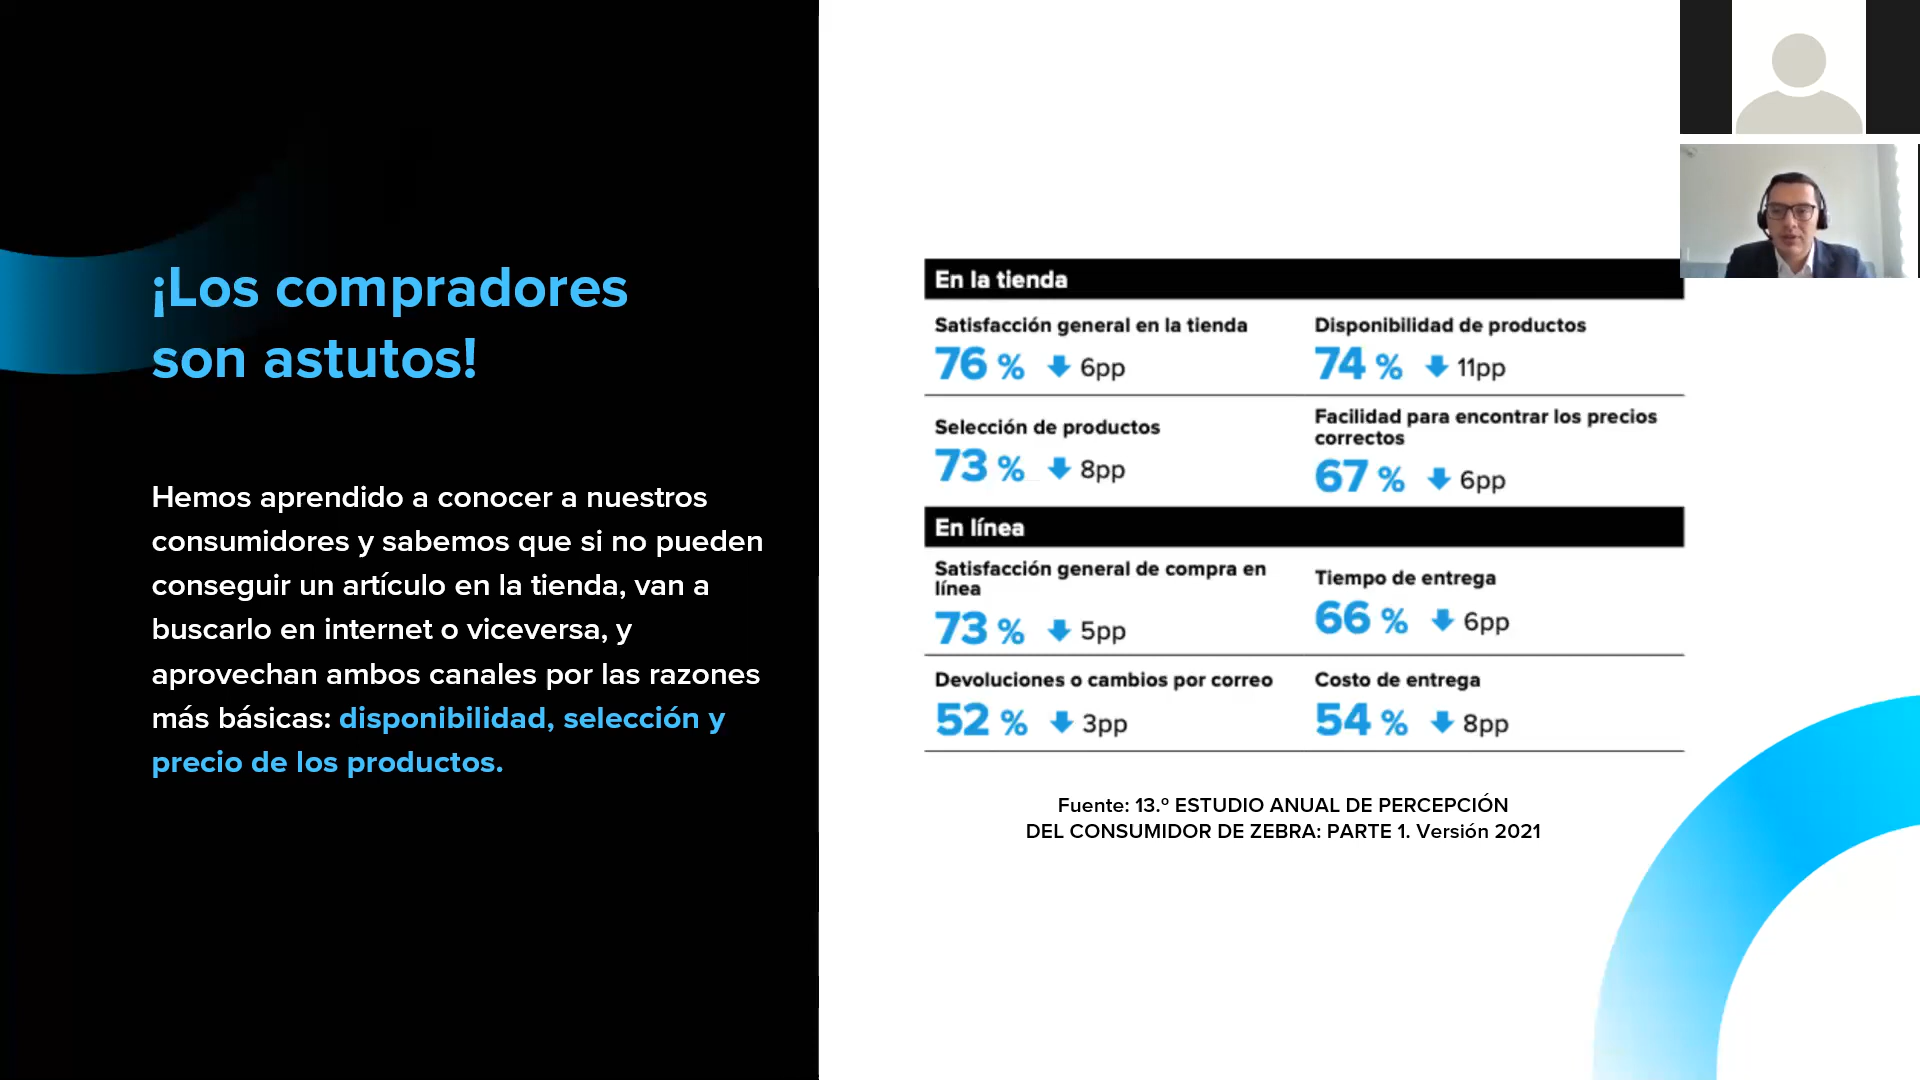 ¡Los compradores
son astutos!
Hemos aprendido a conocer a nuestros
consumidores y sabemos que si no pueden
conseguir un artículo en la tienda, van a
buscarlo en internet o viceversa, y
aprovechan ambos canales por las razones
más básicas: disponibilidad, selección y
precio de los productos.
En la tienda
Satisfacción general en la tienda
76 % 6pp
Disponibilidad de productos
74 % 11pp
Selección de productos
73 % 8pp
Facilidad para encontrar los precios
correctos
67 % 6pp
En línea
Satisfacción general de compra en
línea
73 % 5pp
Tiempo de entrega
66 % 6pp
Devoluciones o cambios por correo
52 % 3pp
Costo de entrega
54 % 8pp
Fuente: 13.º ESTUDIO ANUAL DE PERCEPCIÓN
DEL CONSUMIDOR DE ZEBRA: PARTE 1. Versión 2021